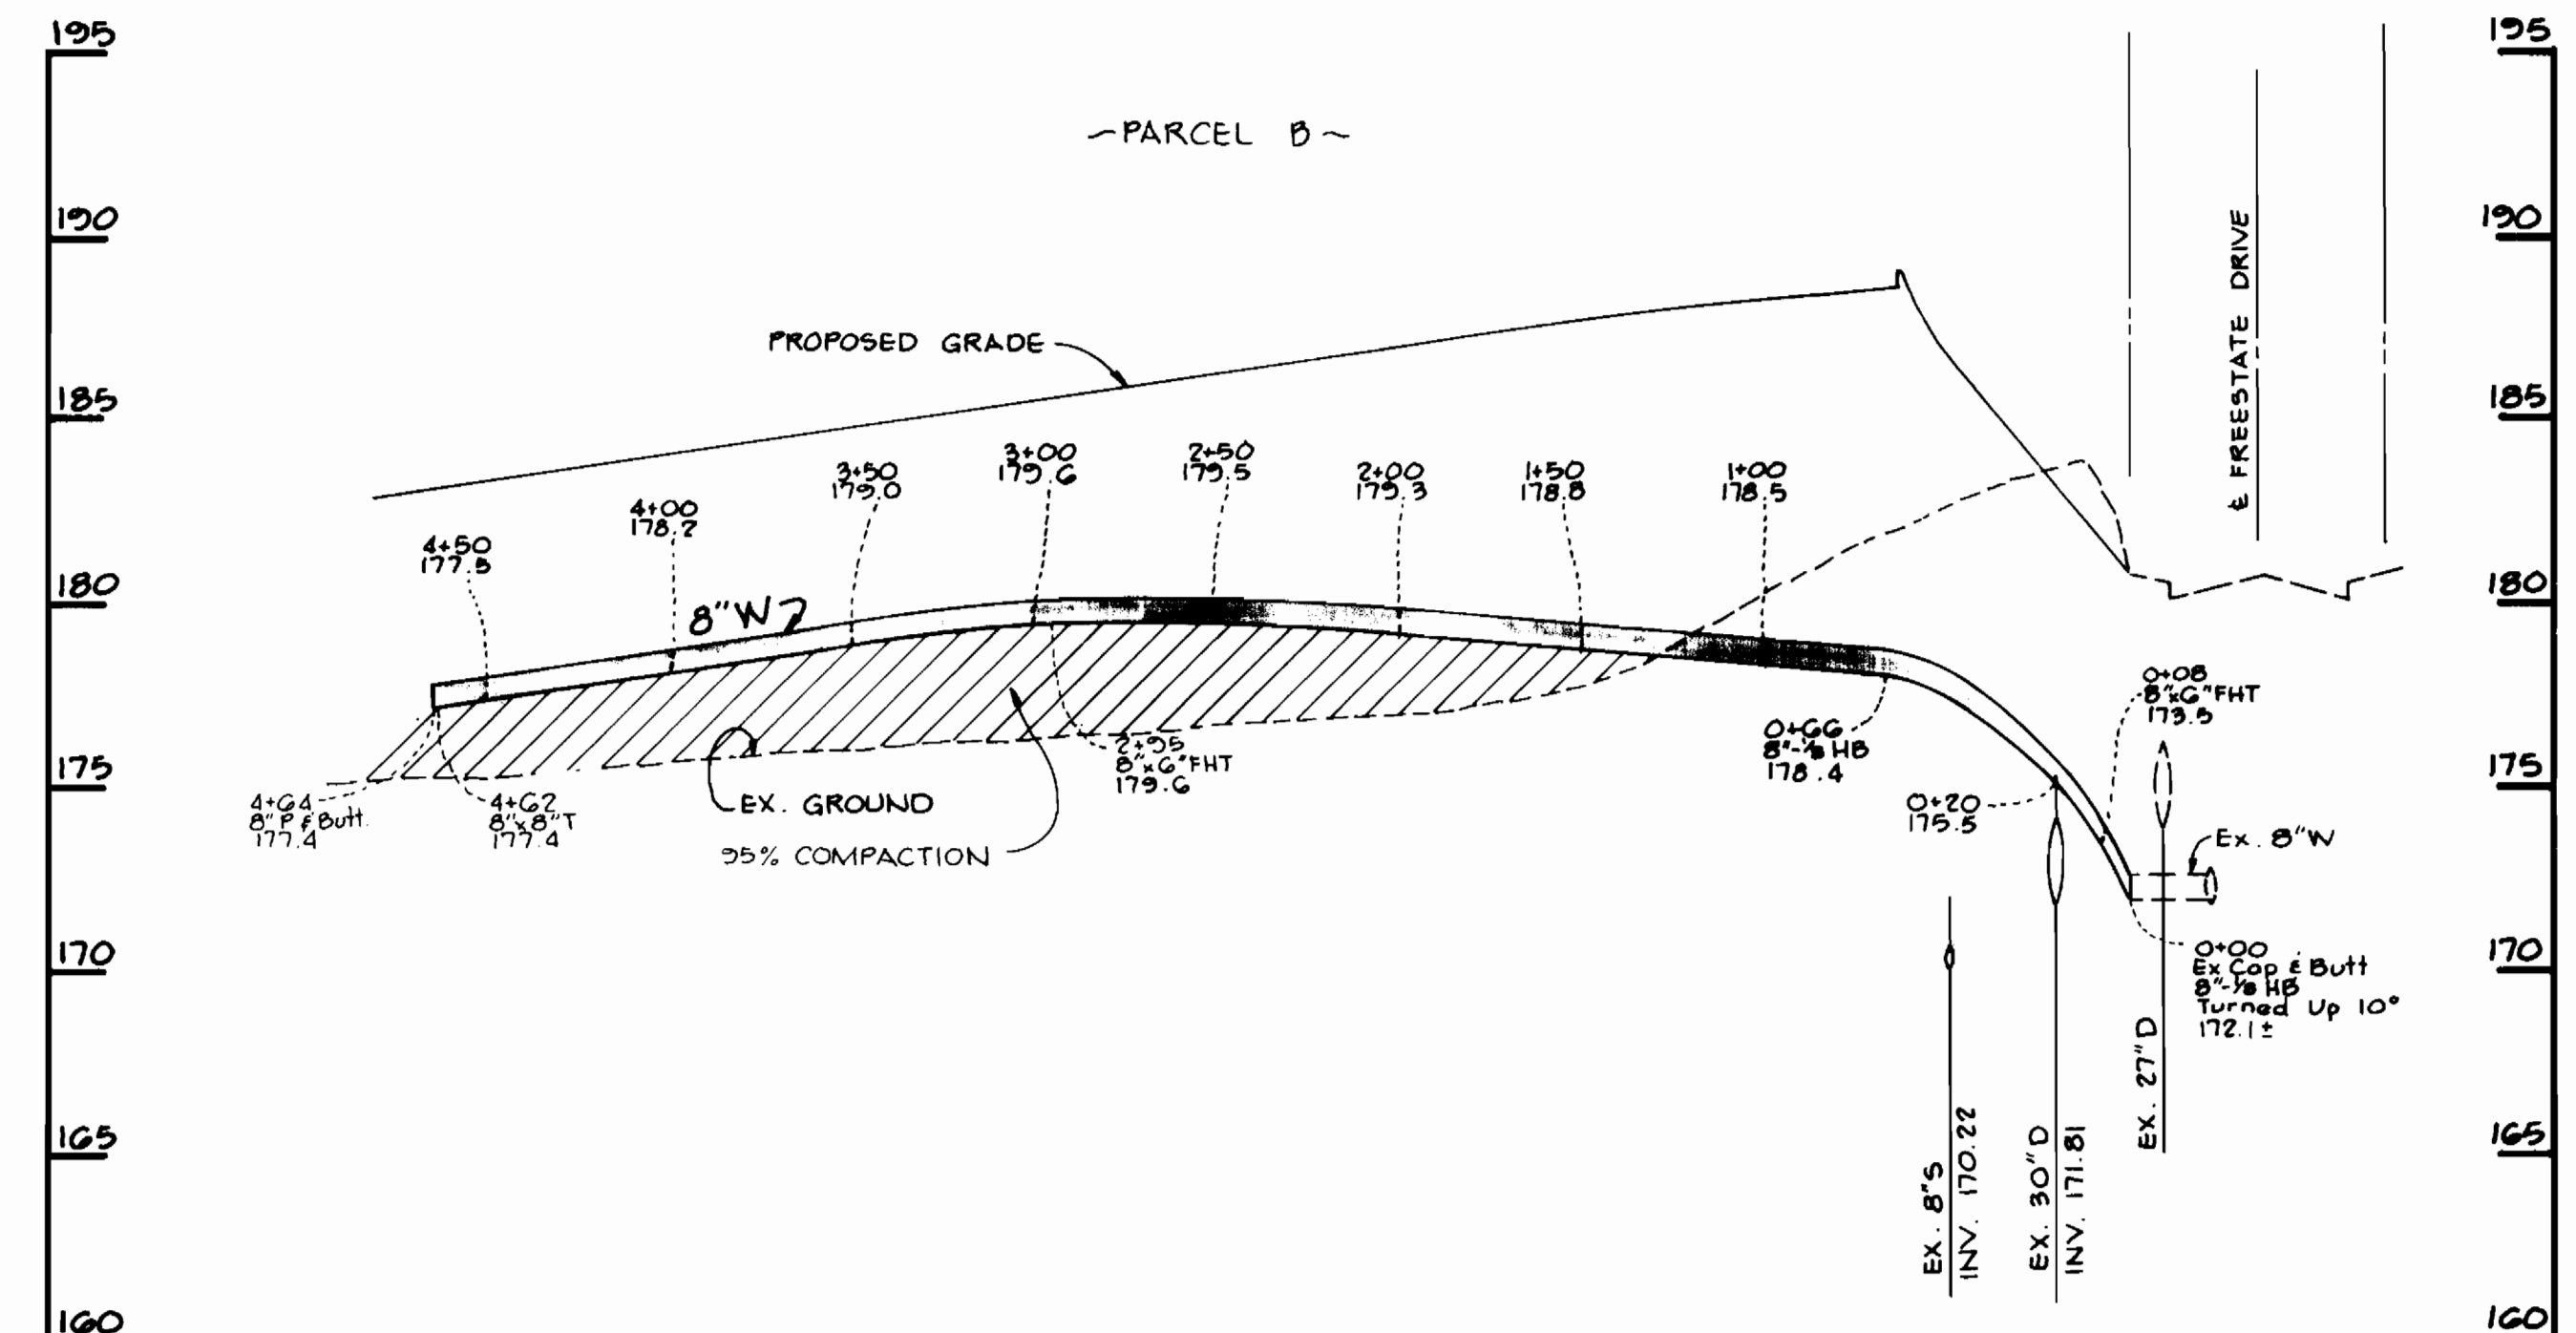 195
195
~PARCEL B~
190
190
℄ FREESTATE DRIVE
PROPOSED GRADE
185
185
4+50
177.5
4+00
178.2
3+50
179.0
3+00
179.6
2+50
179.5
2+00
179.3
1+50
178.8
1+00
178.5
180
180
8"W
0+08
8"x6"FHT
173.5
0+66
8"-1/8 HB
178.4
2+95
8"x6"FHT
179.6
175
175
4+64
8" P & Butt.
177.4
4+62
8"x8"T
177.4
EX. GROUND
0+20
175.5
95% COMPACTION
Ex. 8"W
170
170
0+00
Ex Cap & Butt
8"-1/8 HB
Turned Up 10°
172.1±
EX. 8"S
INV. 170.22
EX. 30"D
INV. 171.81
EX. 27"D
165
165
160
160